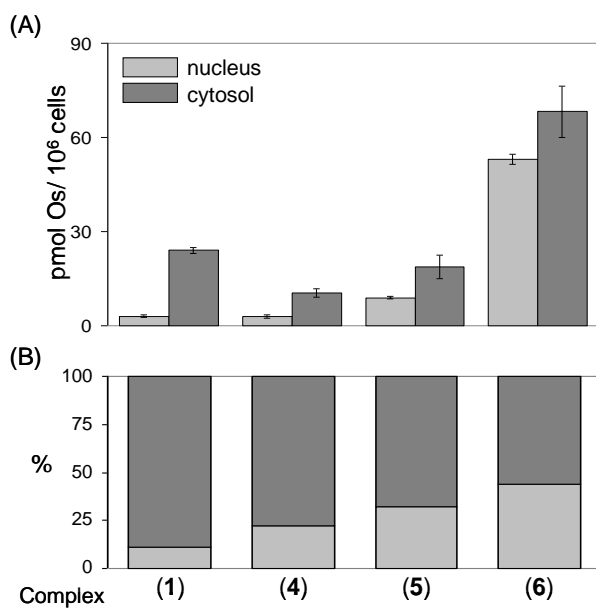 (A)
90
60
30
0
pmol Os/ 10⁶ cells
nucleus
cytosol
(B)
100
75
50
25
0
%
Complex (1) (4) (5) (6)